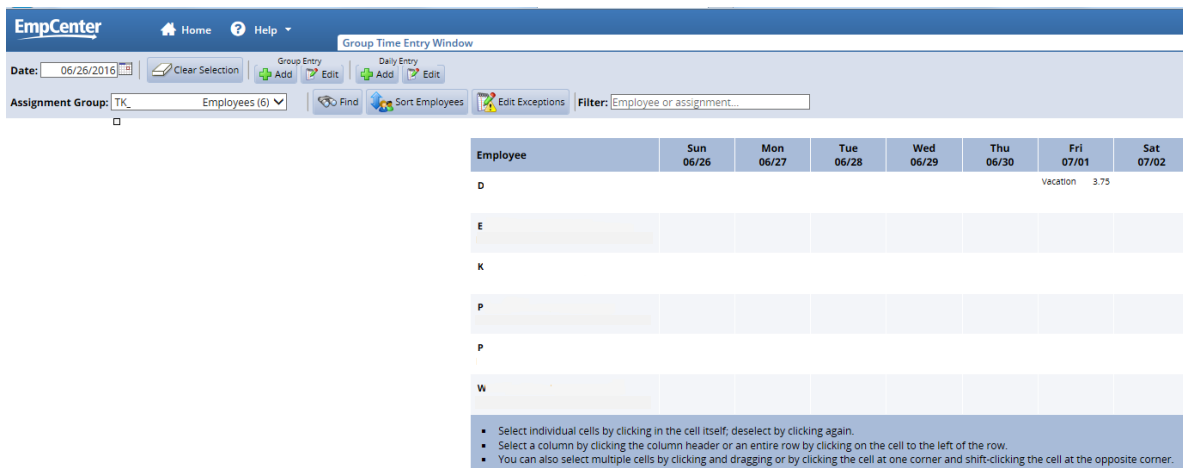 EmpCenter Home Help
Group Time Entry Window
Group Entry Daily Entry
Date: 06/26/2016 Clear Selection Add Edit Add Edit
Assignment Group: TK_ Employees (6) Find Sort Employees Edit Exceptions Filter: Employee or assignment...
Employee Sun Mon Tue Wed Thu Fri Sat
06/26 06/27 06/28 06/29 06/30 07/01 07/02
D Vacation 3.75
E
K
P
P
W
Select individual cells by clicking in the cell itself; deselect by clicking again.
Select a column by clicking the column header or an entire row by clicking on the cell to the left of the row.
You can also select multiple cells by clicking and dragging or by clicking the cell at one corner and shift-clicking the cell at the opposite corner.